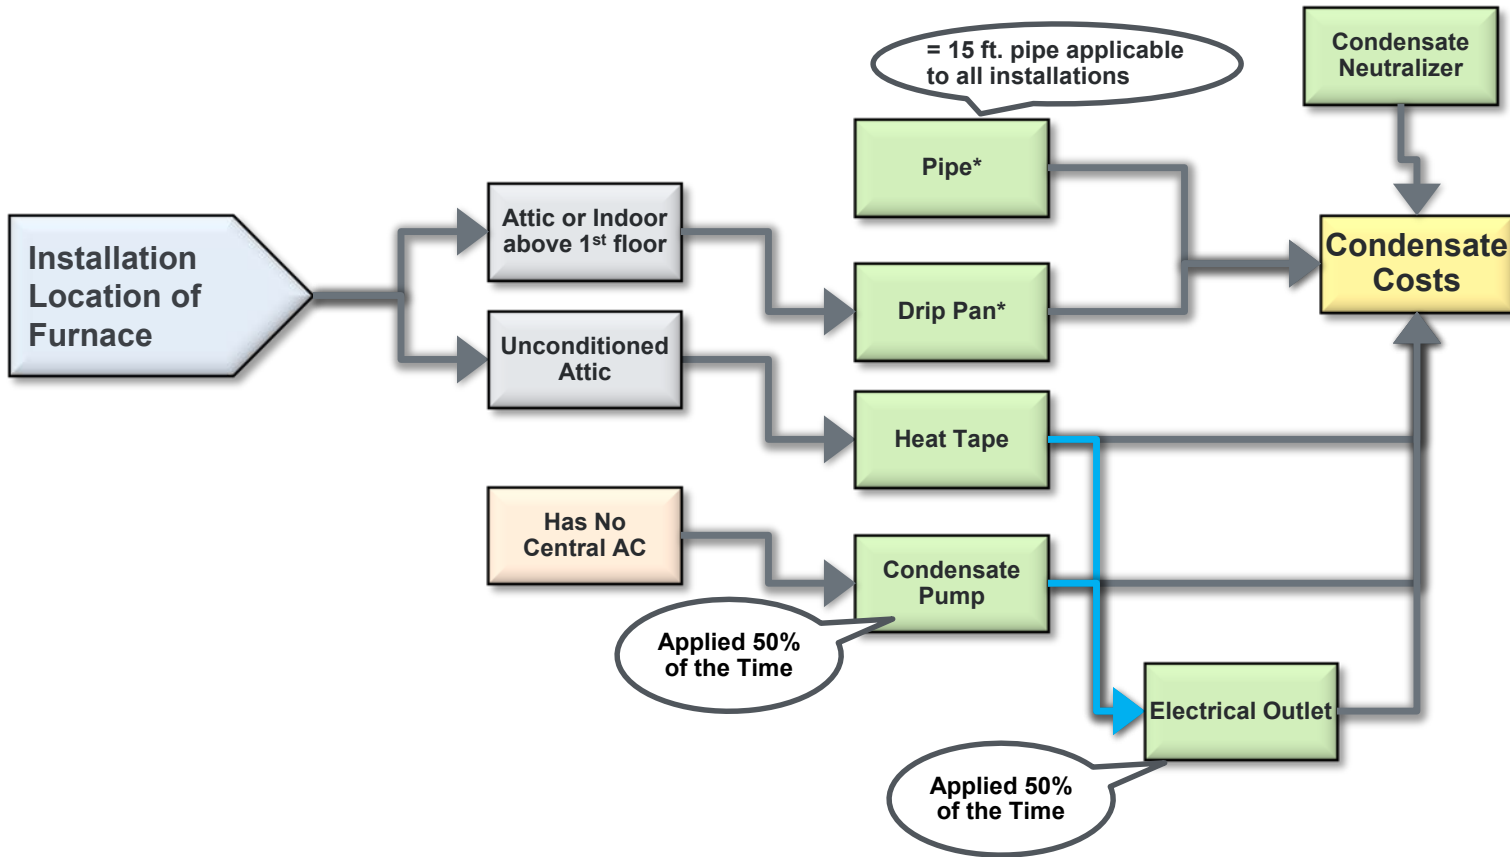 = 15 ft. pipe applicable
to all installations
Condensate
Neutralizer
Pipe*
Attic or Indoor
above 1st floor
Installation
Location of
Furnace
Condensate
Costs
Drip Pan*
Unconditioned
Attic
Heat Tape
Has No
Central AC
Condensate
Pump
Applied 50%
of the Time
Electrical Outlet
Applied 50%
of the Time